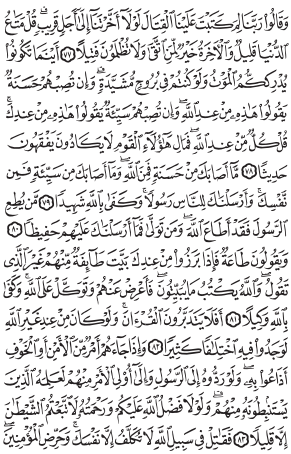 وَقَالُوا۟ رَبَّنَا لِمَ كَتَبْتَ عَلَيْنَا ٱلْقِتَالَ لَوْلَآ أَخَّرْتَنَآ إِلَىٰٓ أَجَلٍ قَرِيبٍ ۗ قُلْ مَتَـٰعُ
ٱلدُّنْيَا قَلِيلٌ وَٱلْـَٔاخِرَةُ خَيْرٌ لِّمَنِ ٱتَّقَىٰ وَلَا تُظْلَمُونَ فَتِيلًا ٧٧ أَيْنَمَا تَكُونُوا۟
يُدْرِككُّمُ ٱلْمَوْتُ وَلَوْ كُنتُمْ فِى بُرُوجٍ مُّشَيَّدَةٍ ۗ وَإِن تُصِبْهُمْ حَسَنَةٌ
يَقُولُوا۟ هَـٰذِهِۦ مِنْ عِندِ ٱللَّهِ ۖ وَإِن تُصِبْهُمْ سَيِّئَةٌ يَقُولُوا۟ هَـٰذِهِۦ مِنْ عِندِكَ ۚ
قُلْ كُلٌّ مِّنْ عِندِ ٱللَّهِ ۖ فَمَالِ هَـٰٓؤُلَآءِ ٱلْقَوْمِ لَا يَكَادُونَ يَفْقَهُونَ
حَدِيثًا ٧٨ مَّآ أَصَابَكَ مِنْ حَسَنَةٍ فَمِنَ ٱللَّهِ ۖ وَمَآ أَصَابَكَ مِن سَيِّئَةٍ فَمِن
نَّفْسِكَ ۚ وَأَرْسَلْنَـٰكَ لِلنَّاسِ رَسُولًا ۚ وَكَفَىٰ بِٱللَّهِ شَهِيدًا ٧٩ مَّن يُطِعِ
ٱلرَّسُولَ فَقَدْ أَطَاعَ ٱللَّهَ ۖ وَمَن تَوَلَّىٰ فَمَآ أَرْسَلْنَـٰكَ عَلَيْهِمْ حَفِيظًا ٨٠
وَيَقُولُونَ طَاعَةٌ فَإِذَا بَرَزُوا۟ مِنْ عِندِكَ بَيَّتَ طَآئِفَةٌ مِّنْهُمْ غَيْرَ ٱلَّذِى
تَقُولُ ۖ وَٱللَّهُ يَكْتُبُ مَا يُبَيِّتُونَ ۖ فَأَعْرِضْ عَنْهُمْ وَتَوَكَّلْ عَلَى ٱللَّهِ ۚ وَكَفَىٰ
بِٱللَّهِ وَكِيلًا ٨١ أَفَلَا يَتَدَبَّرُونَ ٱلْقُرْءَانَ ۚ وَلَوْ كَانَ مِنْ عِندِ غَيْرِ ٱللَّهِ
لَوَجَدُوا۟ فِيهِ ٱخْتِلَـٰفًا كَثِيرًا ٨٢ وَإِذَا جَآءَهُمْ أَمْرٌ مِّنَ ٱلْأَمْنِ أَوِ ٱلْخَوْفِ
أَذَاعُوا۟ بِهِۦ ۖ وَلَوْ رَدُّوهُ إِلَى ٱلرَّسُولِ وَإِلَىٰٓ أُو۟لِى ٱلْأَمْرِ مِنْهُمْ لَعَلِمَهُ ٱلَّذِينَ
يَسْتَنۢبِطُونَهُۥ مِنْهُمْ ۗ وَلَوْلَا فَضْلُ ٱللَّهِ عَلَيْكُمْ وَرَحْمَتُهُۥ لَٱتَّبَعْتُمُ ٱلشَّيْطَـٰنَ
إِلَّا قَلِيلًا ٨٣ فَقَـٰتِلْ فِى سَبِيلِ ٱللَّهِ لَا تُكَلَّفُ إِلَّا نَفْسَكَ ۚ وَحَرِّضِ ٱلْمُؤْمِنِينَ ۖ